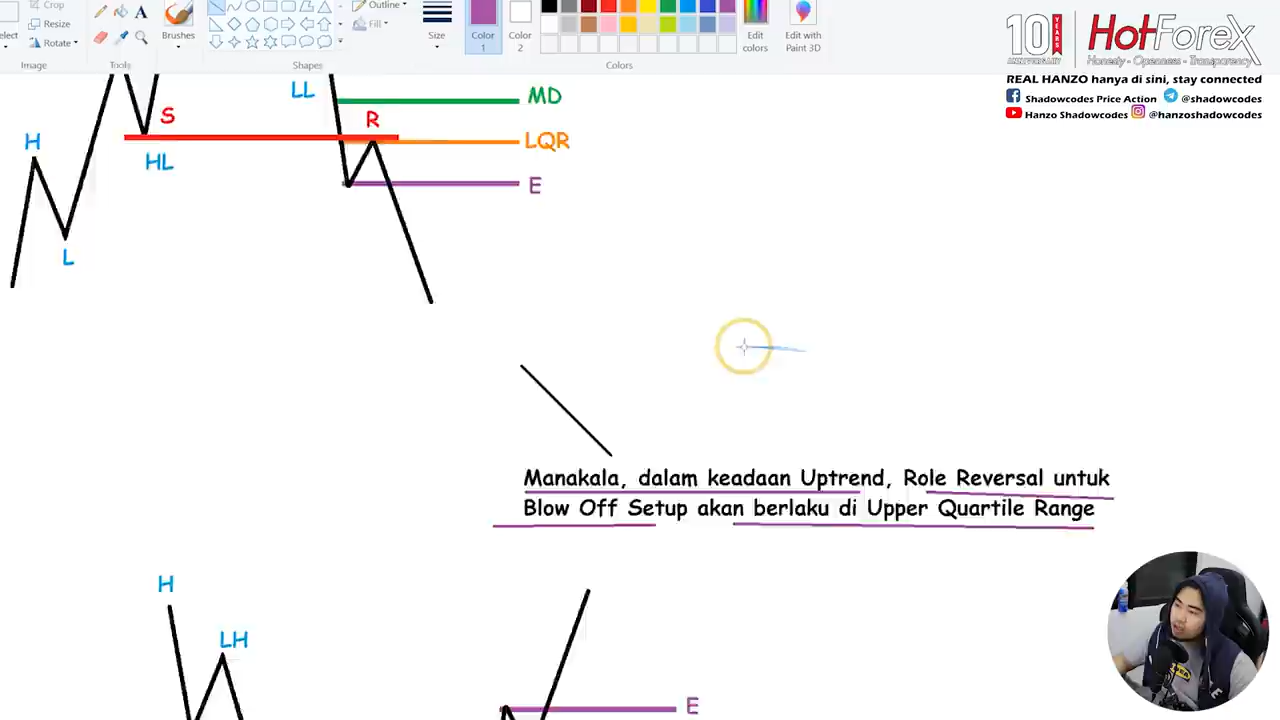 Crop
Outline
Resize
Fill
Rotate
Brushes
Size
Color
1
Color
2
Edit
colors
Edit with
Paint 3D
Image
Tools
Shapes
Colors
10 YEARS
ANNIVERSARY
HotForex
Honesty - Openness - Transparency
REAL HANZO hanya di sini, stay connected
Shadowcodes Price Action @shadowcodes
Hanzo Shadowcodes @hanzoshadowcodes
LL
MD
S
R
H
LQR
HL
E
L
Manakala, dalam keadaan Uptrend, Role Reversal untuk
Blow Off Setup akan berlaku di Upper Quartile Range
H
LH
E